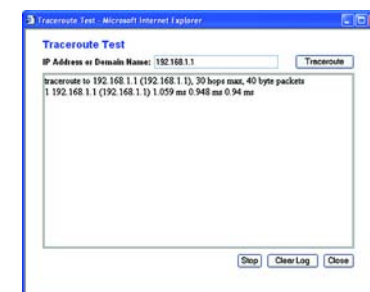 Traceroute Test - Microsoft Internet Explorer
Traceroute Test
IP Address or Domain Name: 192.168.1.1 Traceroute
traceroute to 192.168.1.1 (192.168.1.1), 30 hops max, 40 byte packets
1 192.168.1.1 (192.168.1.1) 1.059 ms 0.948 ms 0.94 ms
Stop Clear Log Close